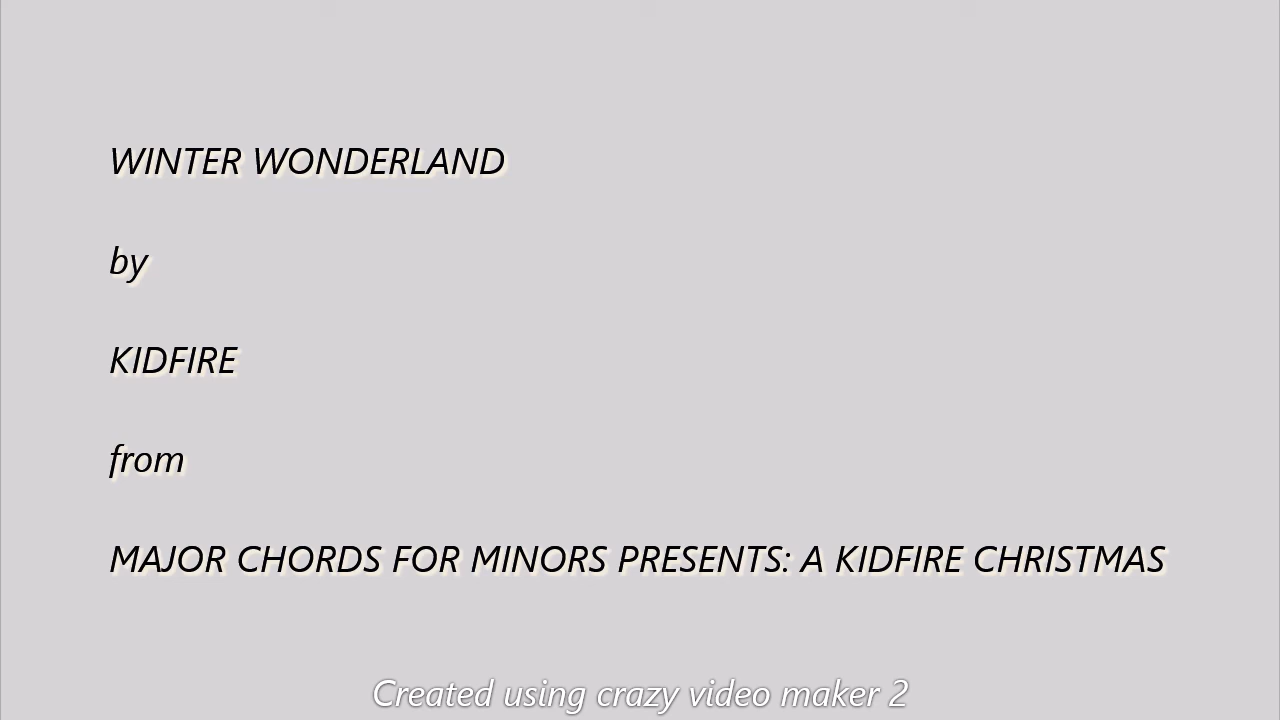 WINTER WONDERLAND
by
KIDFIRE
from
MAJOR CHORDS FOR MINORS PRESENTS: A KIDFIRE CHRISTMAS
Created using crazy video maker 2